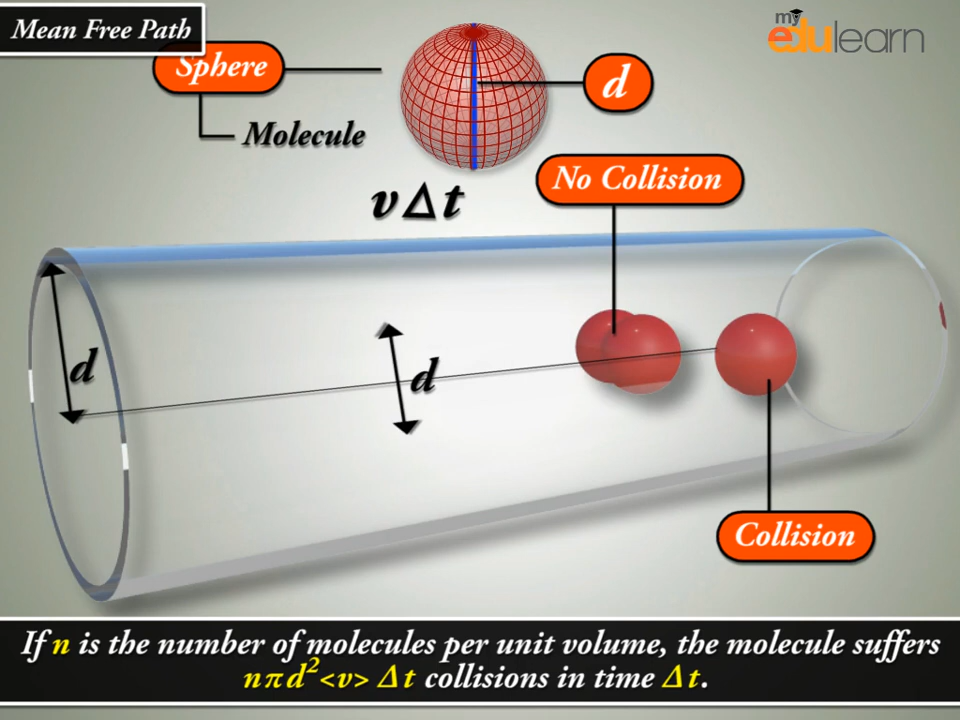 Mean Free Path
my
edulearn
Sphere
d
Molecule
No Collision
v Δ t
d
d
Collision
If n is the number of molecules per unit volume, the molecule suffers
nπd²<v> Δt collisions in time Δt.